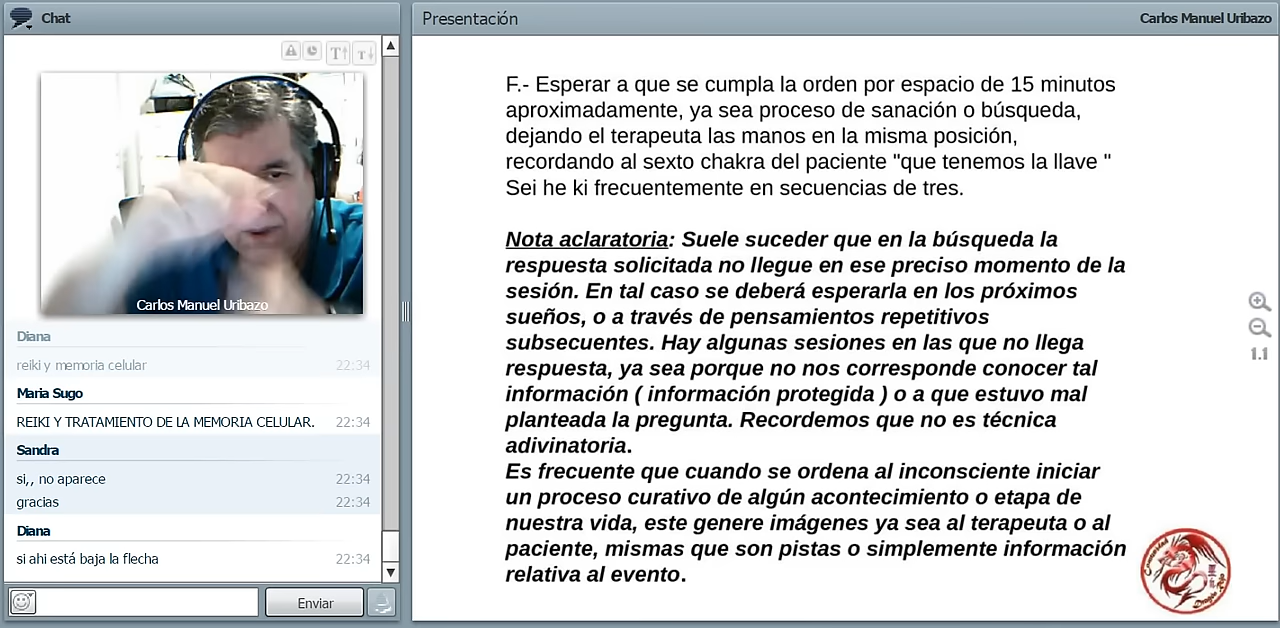 Chat
T T
Carlos Manuel Uribazo
Diana
reiki y memoria celular 22:34
Maria Sugo
REIKI Y TRATAMIENTO DE LA MEMORIA CELULAR. 22:34
Sandra
si,, no aparece 22:34
gracias 22:34
Diana
si ahi está baja la flecha 22:34
Enviar
Presentación Carlos Manuel Uribazo
F.- Esperar a que se cumpla la orden por espacio de 15 minutos
aproximadamente, ya sea proceso de sanación o búsqueda,
dejando el terapeuta las manos en la misma posición,
recordando al sexto chakra del paciente "que tenemos la llave "
Sei he ki frecuentemente en secuencias de tres.
Nota aclaratoria: Suele suceder que en la búsqueda la
respuesta solicitada no llegue en ese preciso momento de la
sesión. En tal caso se deberá esperarla en los próximos
sueños, o a través de pensamientos repetitivos
subsecuentes. Hay algunas sesiones en las que no llega
respuesta, ya sea porque no nos corresponde conocer tal
información ( información protegida ) o a que estuvo mal
planteada la pregunta. Recordemos que no es técnica
adivinatoria.
Es frecuente que cuando se ordena al inconsciente iniciar
un proceso curativo de algún acontecimiento o etapa de
nuestra vida, este genere imágenes ya sea al terapeuta o al
paciente, mismas que son pistas o simplemente información
relativa al evento.
1.1